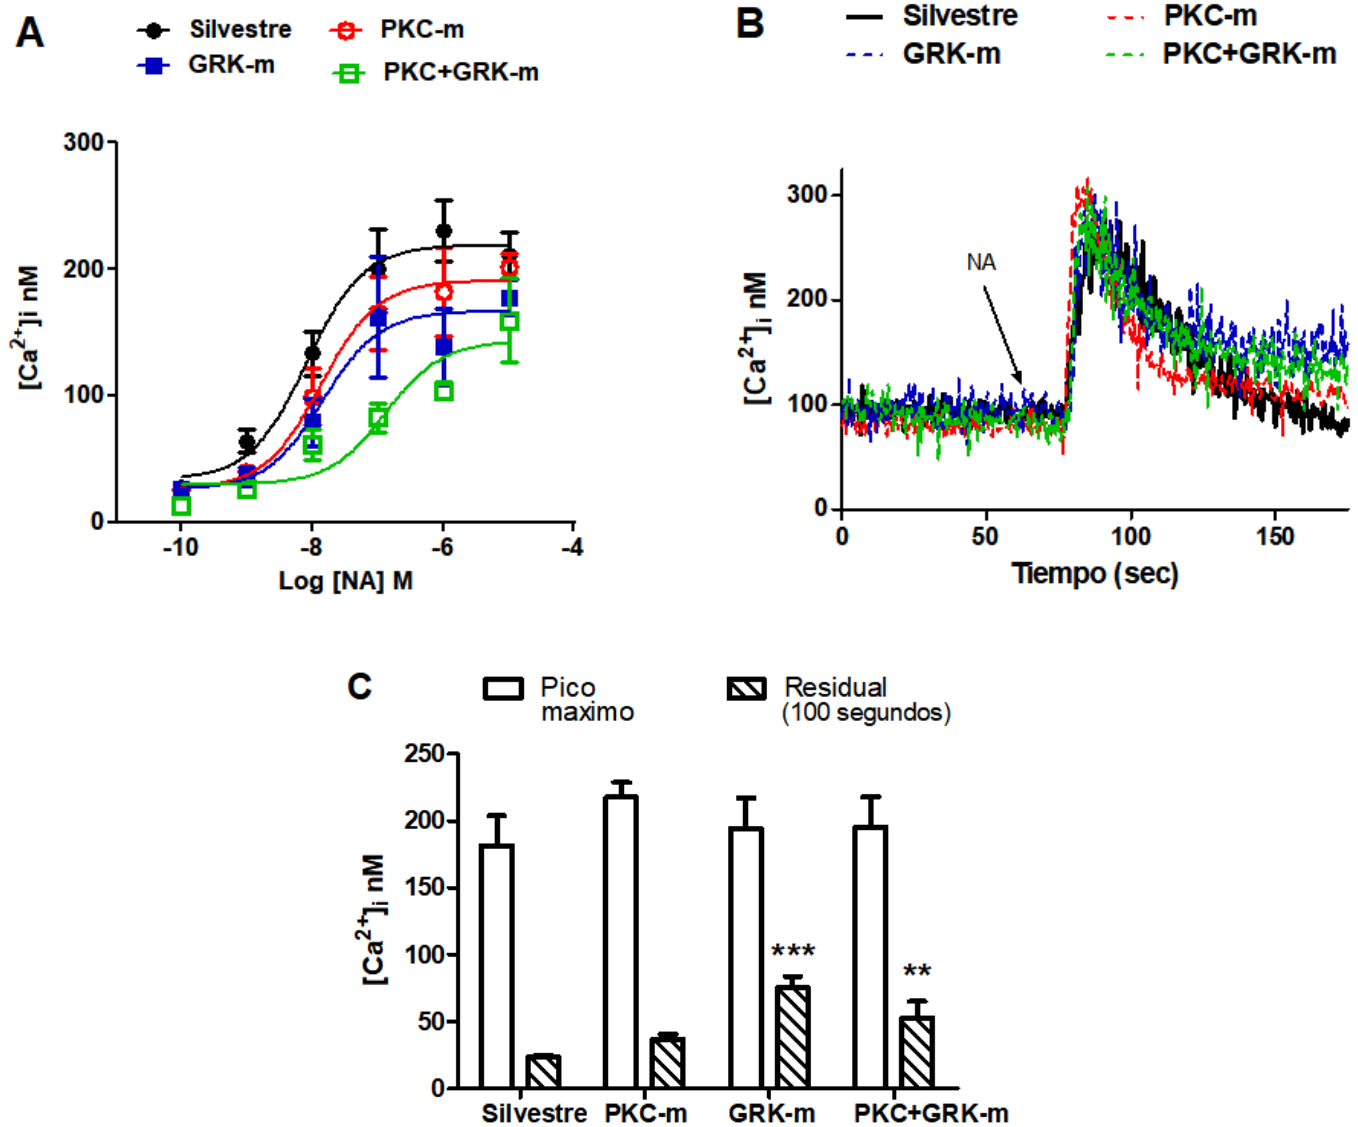 A
Silvestre
PKC-m
GRK-m
PKC+GRK-m
300
200
100
0
-10
-8
-6
-4
[Ca2+]i nM
Log [NA] M
B
Silvestre
PKC-m
GRK-m
PKC+GRK-m
300
200
100
0
0
50
100
150
NA
[Ca2+]i nM
Tiempo (sec)
C
Pico
maximo
Residual
(100 segundos)
250
200
150
100
50
0
[Ca2+]i nM
***
**
Silvestre
PKC-m
GRK-m
PKC+GRK-m